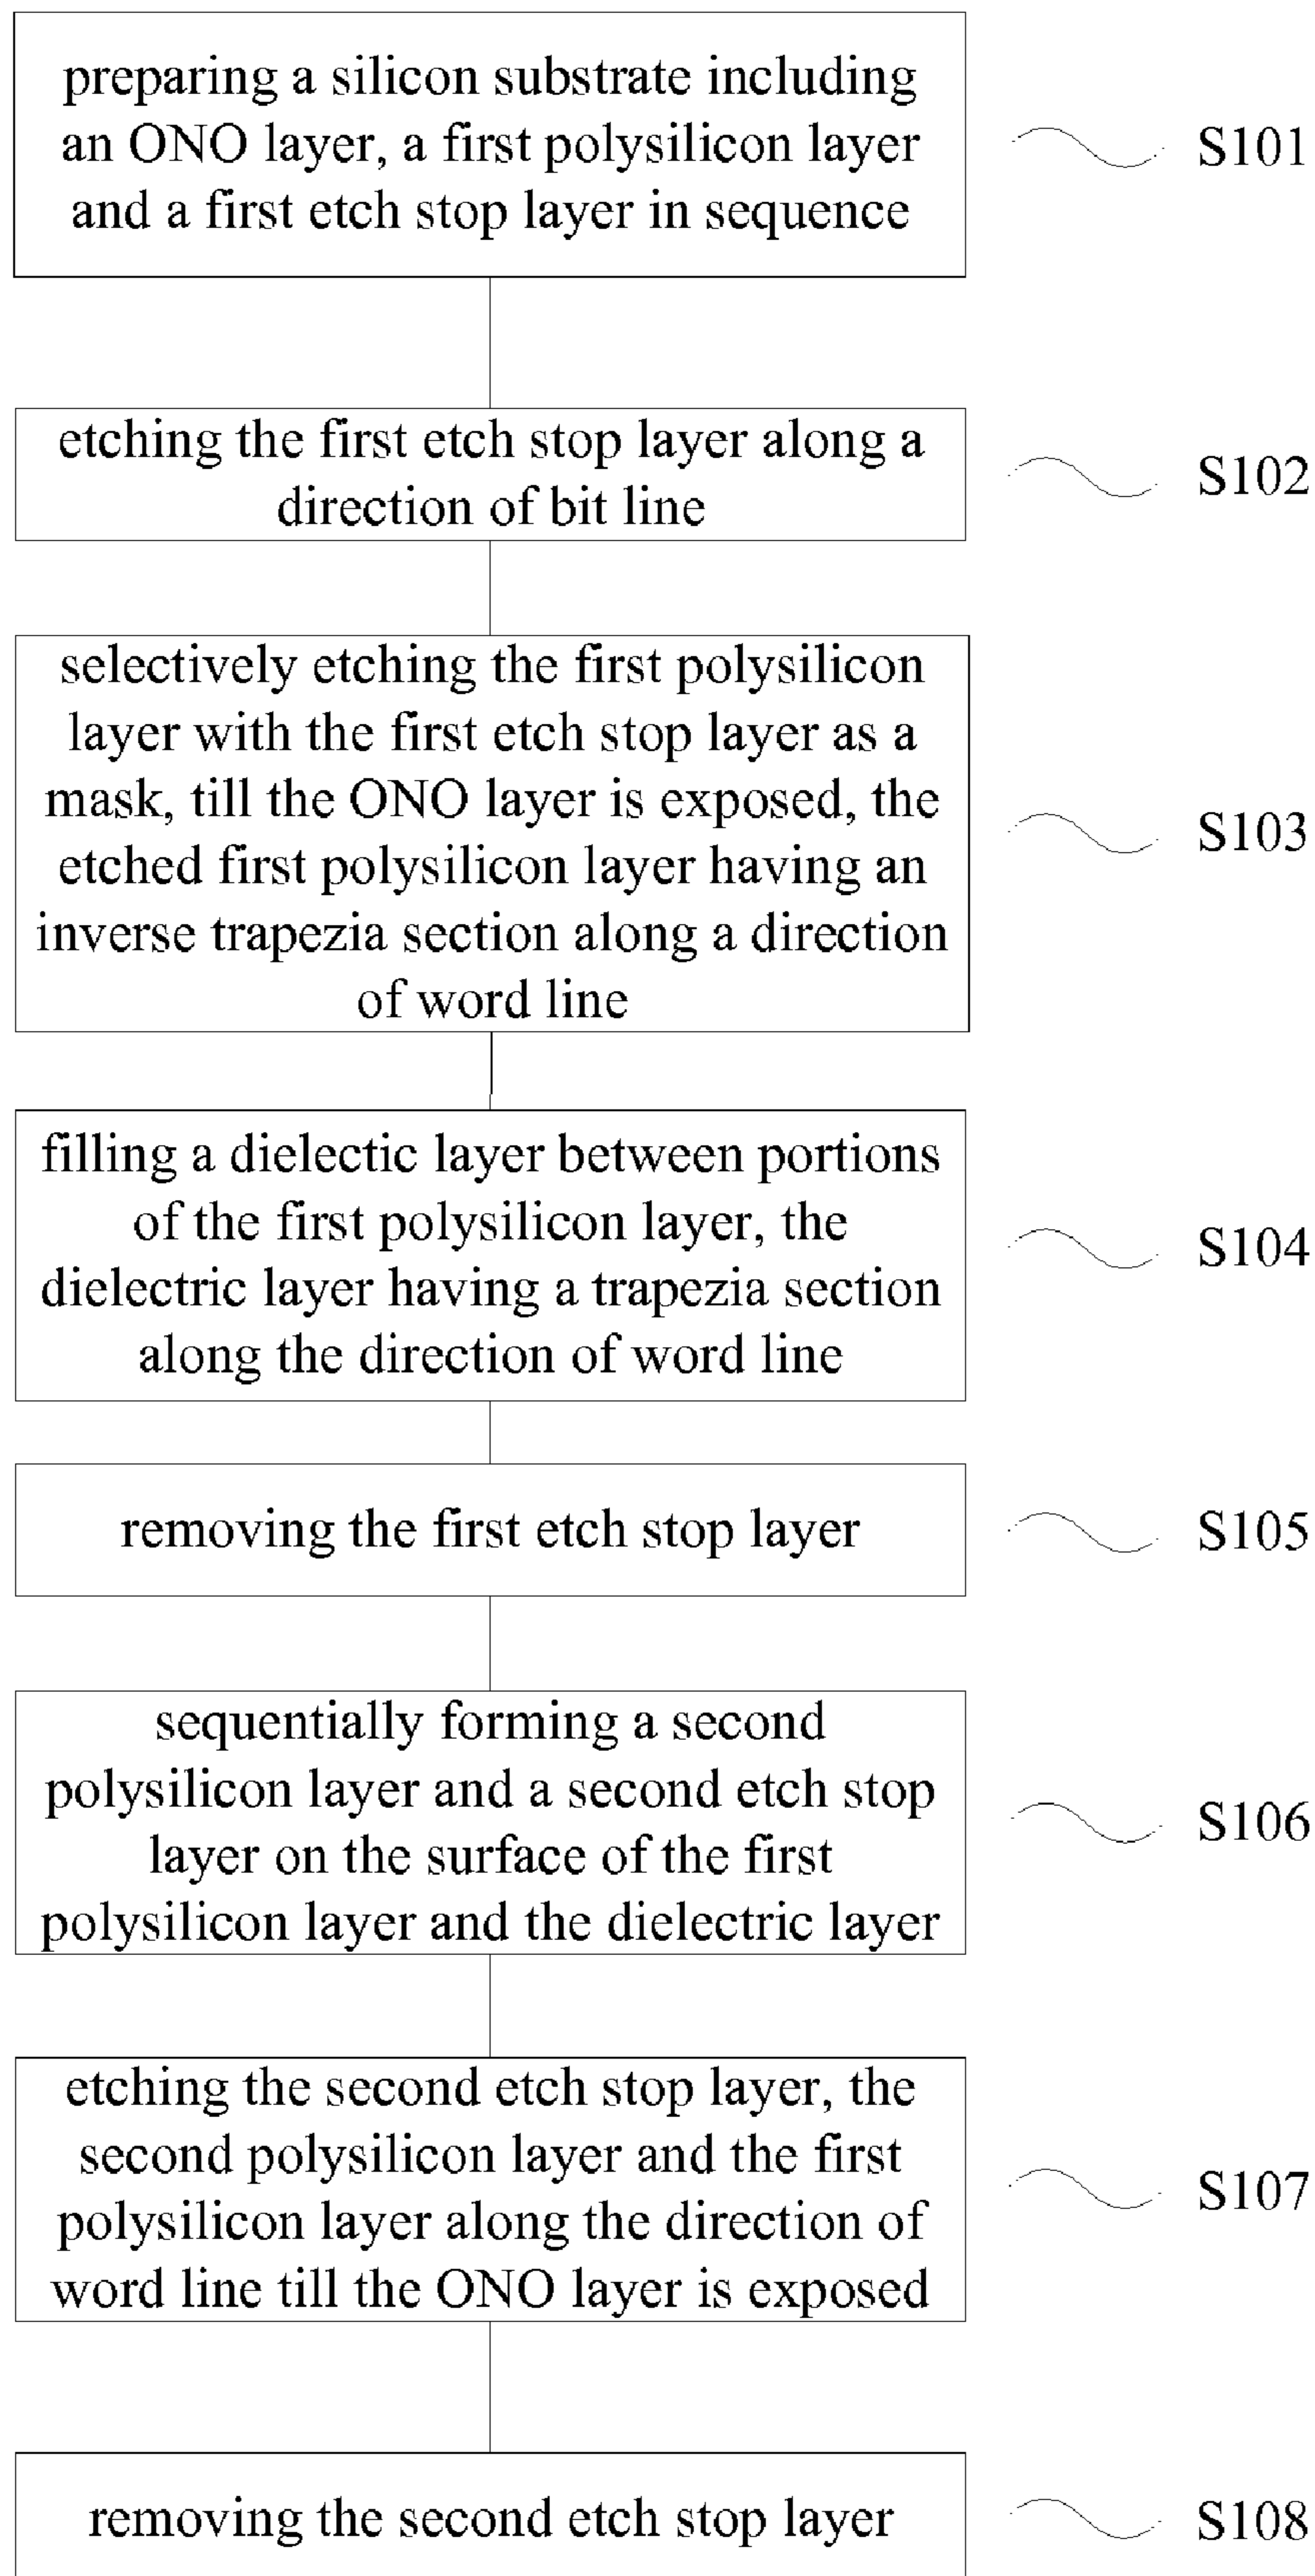 preparing a silicon substrate including
an ONO layer, a first polysilicon layer
and a first etch stop layer in sequence
S101
etching the first etch stop layer along a
direction of bit line
S102
selectively etching the first polysilicon
layer with the first etch stop layer as a
mask, till the ONO layer is exposed, the
etched first polysilicon layer having an
inverse trapezia section along a direction
of word line
S103
filling a dielectic layer between portions
of the first polysilicon layer, the
dielectric layer having a trapezia section
along the direction of word line
S104
removing the first etch stop layer
S105
sequentially forming a second
polysilicon layer and a second etch stop
layer on the surface of the first
polysilicon layer and the dielectric layer
S106
etching the second etch stop layer, the
second polysilicon layer and the first
polysilicon layer along the direction of
word line till the ONO layer is exposed
S107
removing the second etch stop layer
S108